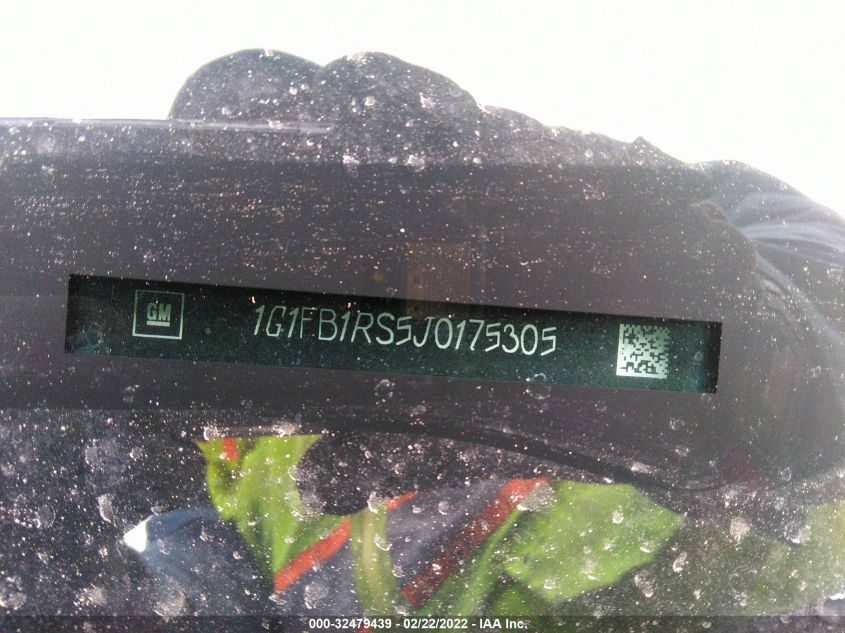 GM 1G1FB1RS5J0175305
000-32479439 - 02/22/2022 - IAA Inc.